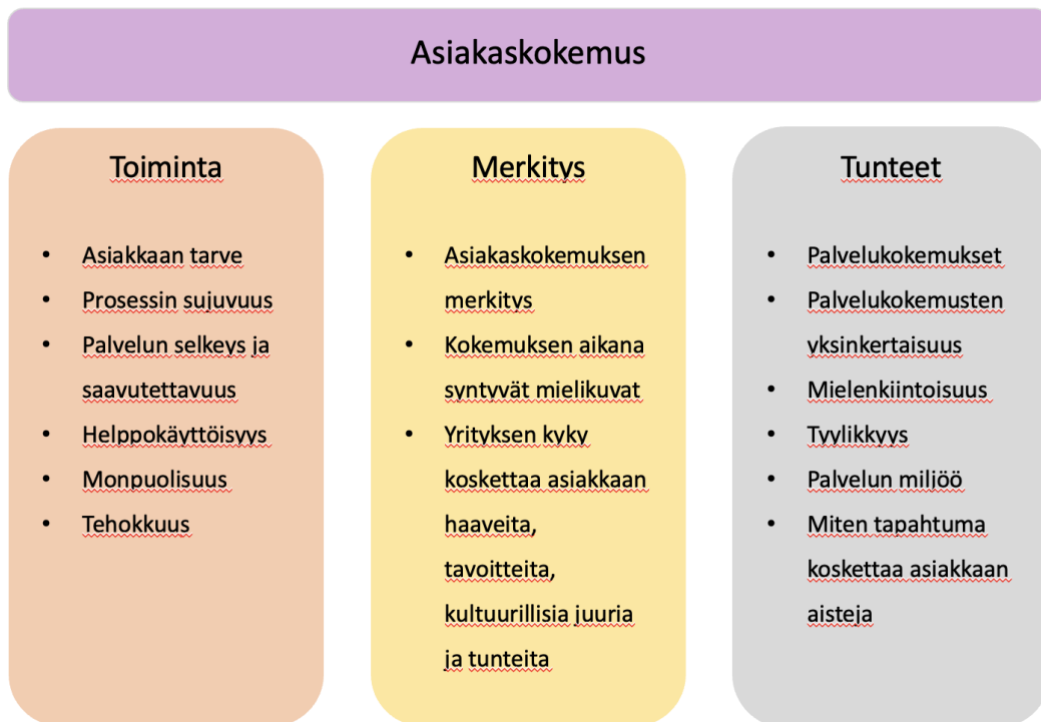 Asiakaskokemus
Toiminta
• Asiakkaan tarve
• Prosessin sujuvuus
• Palvelun selkeys ja
saavutettavuus
• Helppokäyttöisyys
• Monpuolisuus
• Tehokkuus
Merkitys
• Asiakaskokemuksen
merkitys
• Kokemuksen aikana
syntyvät mielikuvat
• Yrityksen kyky
koskettaa asiakkaan
haaveita,
tavoitteita,
kultuurillisia juuria
ja tunteita
Tunteet
• Palvelukokemukset
• Palvelukokemusten
yksinkertaisuus
• Mielenkiintoisuus
• Tyylikkyys
• Palvelun miljöö
• Miten tapahtuma
koskettaa asiakkaan
aisteja